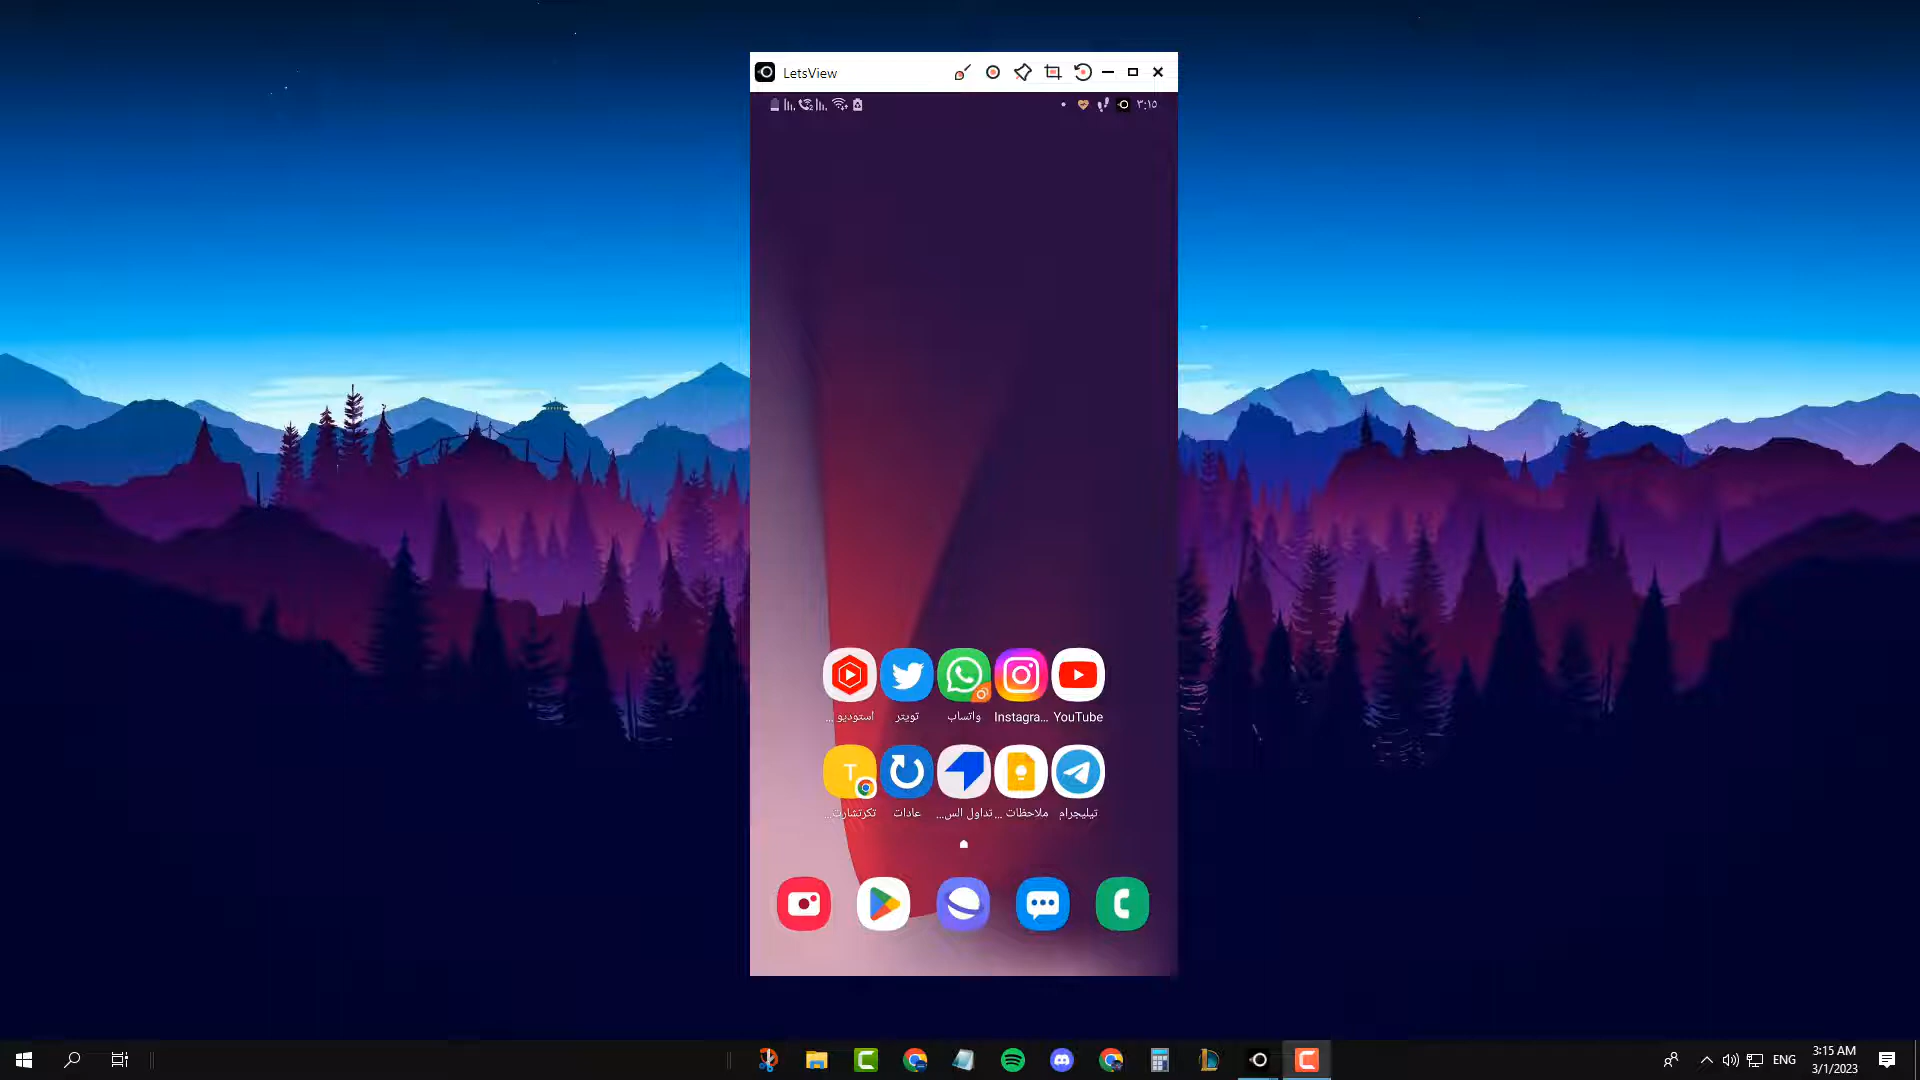 LetsView
٣:١٥
استوديو ...
تويتر
واتساب
Instagra...
YouTube
T
تكرتشارت...
عادات
تداول الس...
ملاحظات ...
تيليجرام
ENG
3:15 AM
3/1/2023